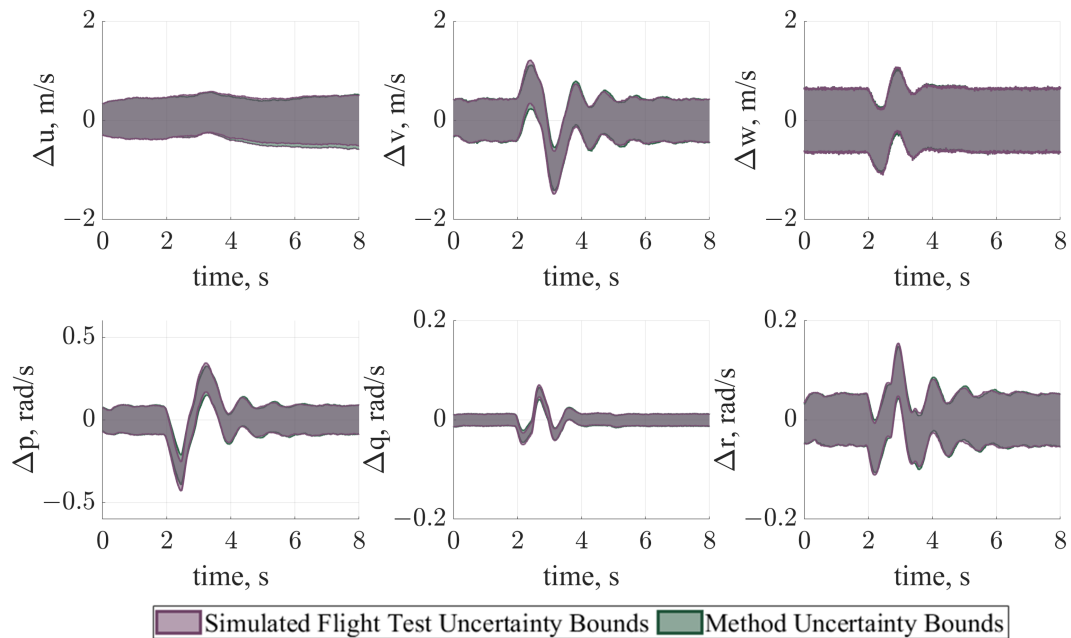 2
0
−2
Δu, m/s
0 2 4 6 8
time, s
2
0
−2
Δv, m/s
0 2 4 6 8
time, s
2
0
−2
Δw, m/s
0 2 4 6 8
time, s
0.5
0
−0.5
Δp, rad/s
0 2 4 6 8
time, s
0.2
0
−0.2
Δq, rad/s
0 2 4 6 8
time, s
0.2
0
−0.2
Δr, rad/s
0 2 4 6 8
time, s
Simulated Flight Test Uncertainty Bounds Method Uncertainty Bounds